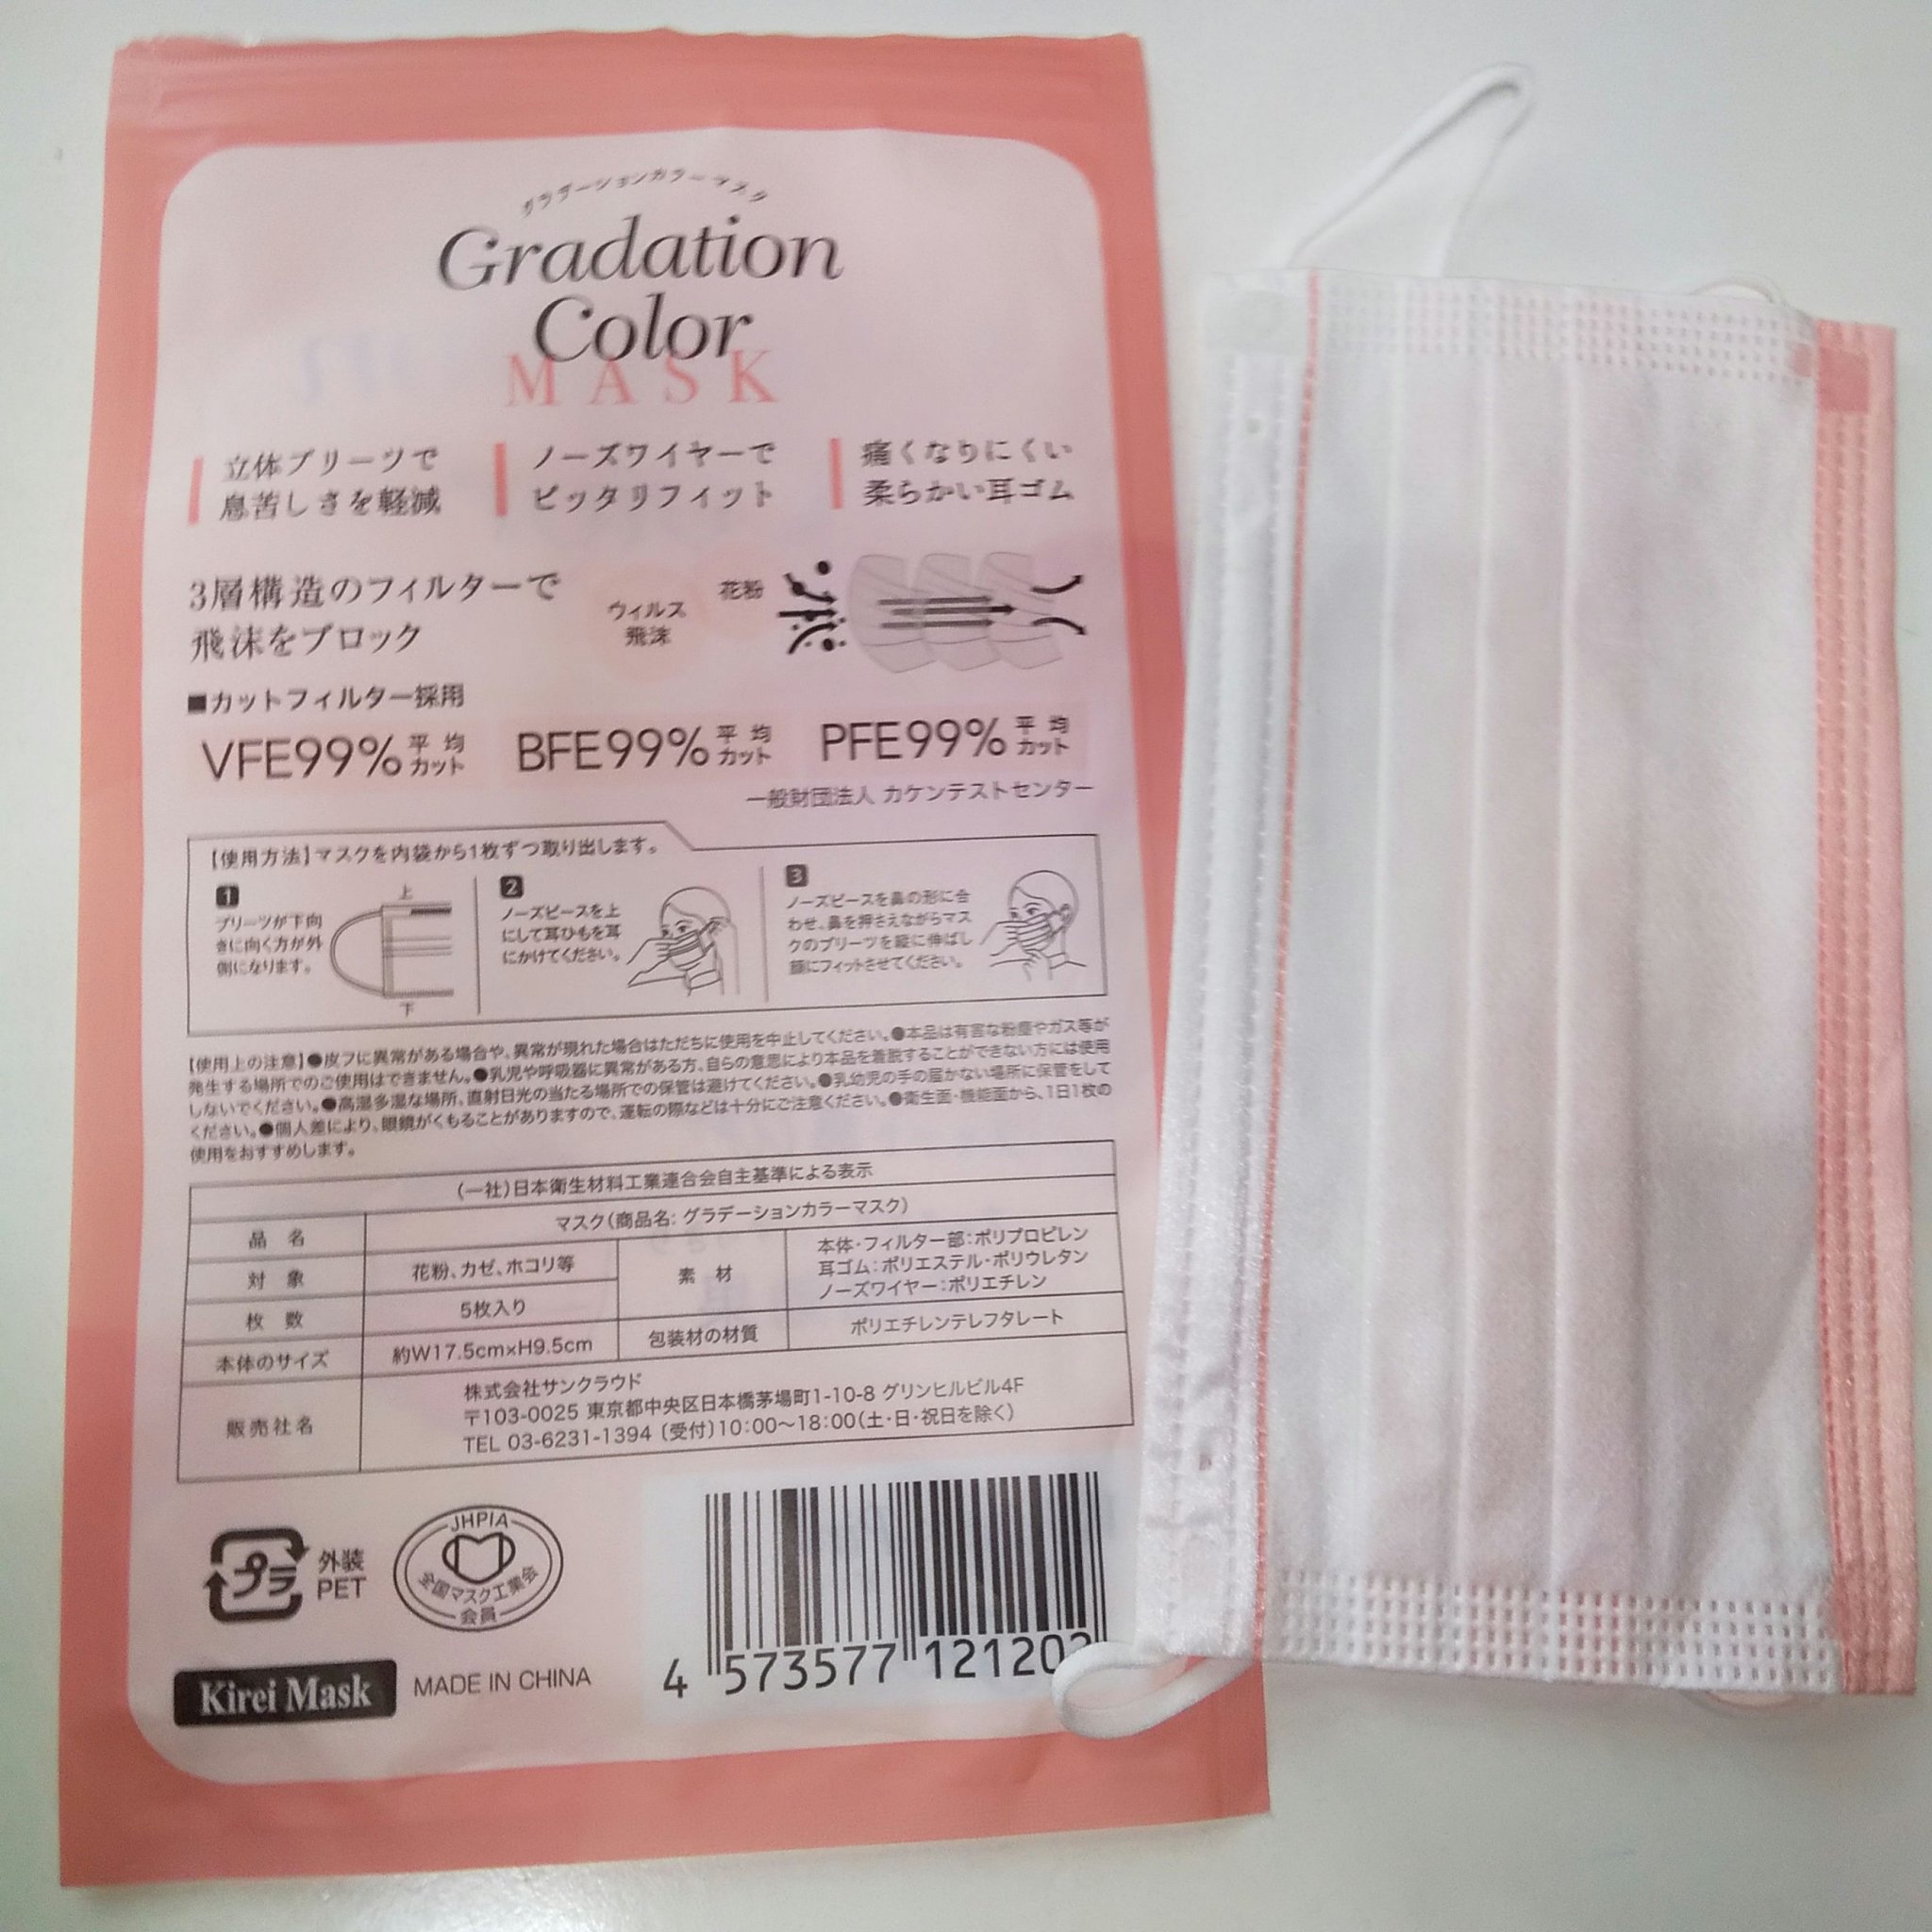 グラデーションカラーマスク
Gradation
Color
MASK
立体プリーツで
息苦しさを軽減
ノーズワイヤーで
ピッタリフィット
痛くなりにくい
柔らかい耳ゴム
3層構造のフィルターで
飛沫をブロック
ウィルス
飛沫
花粉
■カットフィルター採用
VFE99% 平均カット
BFE99% 平均カット
PFE99% 平均カット
一般財団法人 カケンテストセンター
【使用方法】マスクを内袋から1枚ずつ取り出します。
1
プリーツが下向
きに向く方が外
側になります。
上
下
2
ノーズピースを上
にして耳ひもを耳
にかけてください。
3
ノーズピースを鼻の形に合
わせ、鼻を押さえながらマス
クのプリーツを縦に伸ばし
顔にフィットさせてください。
【使用上の注意】●皮フに異常がある場合や、異常が現れた場合はただちに使用を中止してください。●本品は有害な粉塵やガス等が
発生する場所でのご使用はできません。●乳児や呼吸器に異常がある方、自らの意思により本品を着脱することができない方には使用
しないでください。●高湿多湿な場所、直射日光の当たる場所での保管は避けてください。●乳幼児の手の届かない場所に保管をして
ください。●個人差により、眼鏡がくもることがありますので、運転の際などは十分にご注意ください。●衛生面・機能面から、1日1枚の
使用をおすすめします。
(一社)日本衛生材料工業連合会自主基準による表示
品名 マスク(商品名:グラデーションカラーマスク)
対象 花粉、カゼ、ホコリ等
枚数 5枚入り
素材
本体・フィルター部:ポリプロピレン
耳ゴム:ポリエステル・ポリウレタン
ノーズワイヤー:ポリエチレン
本体のサイズ 約W17.5cm×H9.5cm
包装材の材質 ポリエチレンテレフタレート
販売社名
株式会社サンクラウド
〒103-0025 東京都中央区日本橋茅場町1-10-8 グリンヒルビル4F
TEL 03-6231-1394 (受付)10:00〜18:00(土・日・祝日を除く)
プラ
外装
PET
JHPIA
全国マスク工業会
会員
Kirei Mask
MADE IN CHINA
4 573577 12120